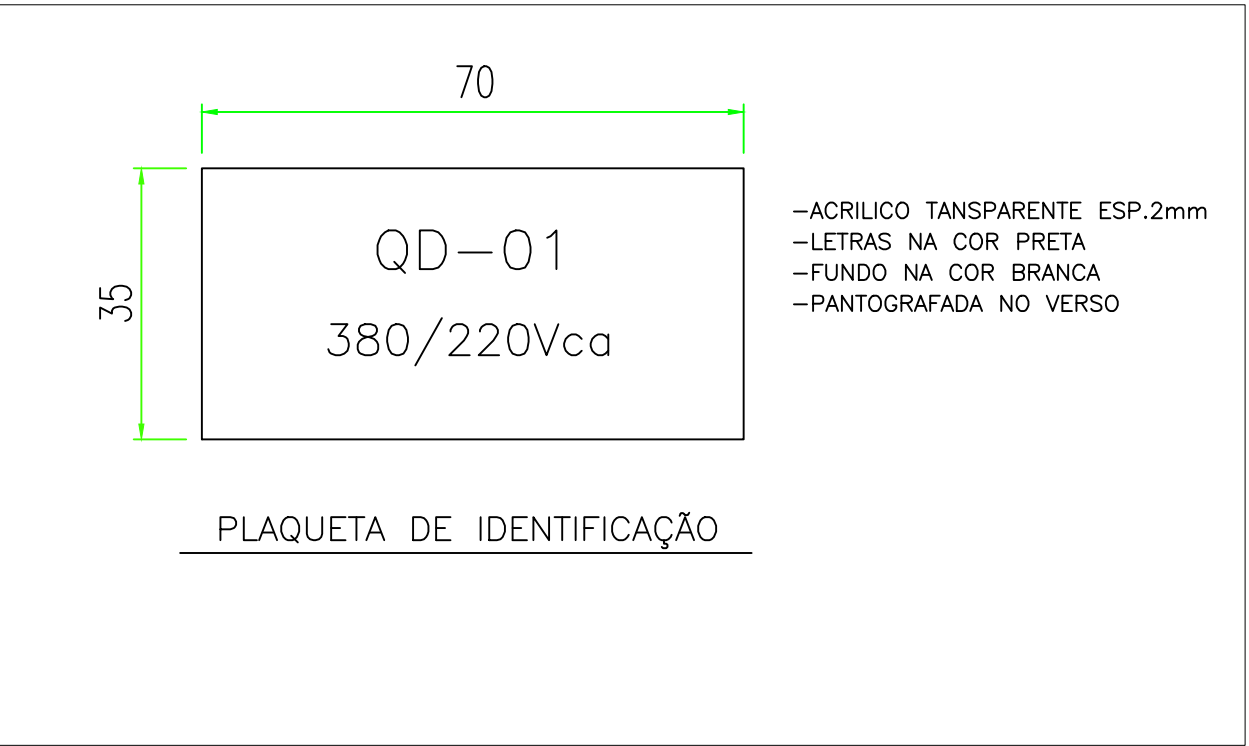 70
35
QD-01
380/220Vca
-ACRILICO TANSPARENTE ESP.2mm
-LETRAS NA COR PRETA
-FUNDO NA COR BRANCA
-PANTOGRAFADA NO VERSO
PLAQUETA DE IDENTIFICAÇÃO